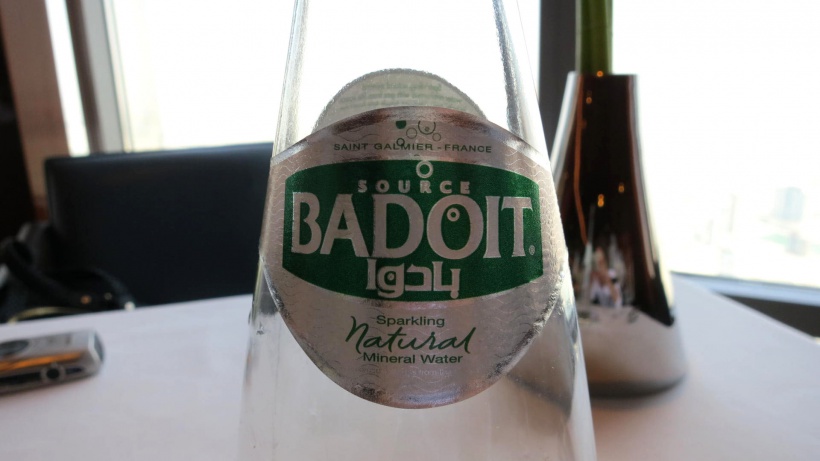 SAINT GALMIER - FRANCE
SOURCE
BADOIT®
بادوا
Sparkling
Natural
Mineral Water